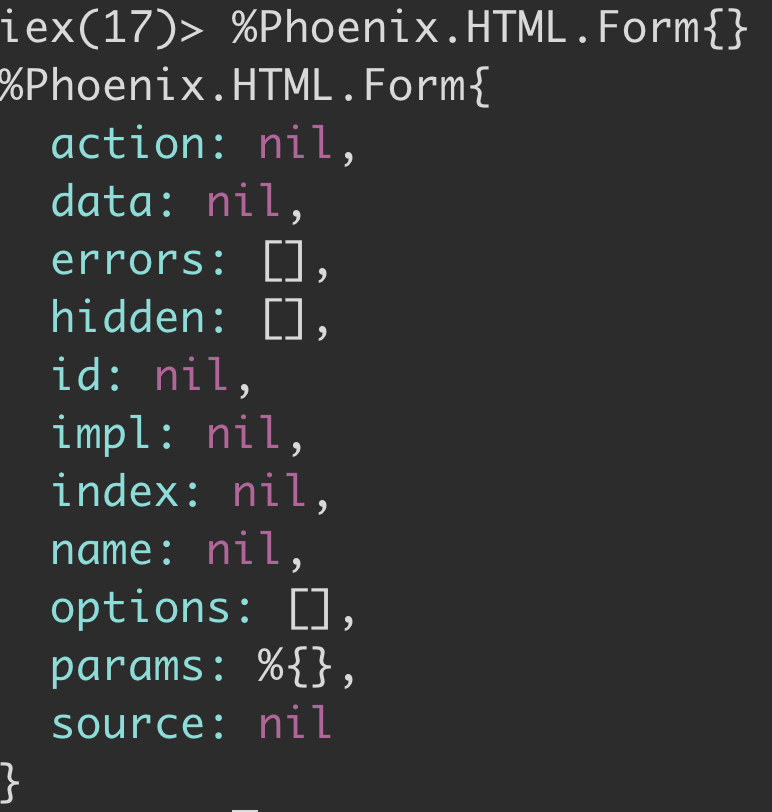 iex(17)> %Phoenix.HTML.Form{}
%Phoenix.HTML.Form{
  action: nil,
  data: nil,
  errors: [],
  hidden: [],
  id: nil,
  impl: nil,
  index: nil,
  name: nil,
  options: [],
  params: %{},
  source: nil
}